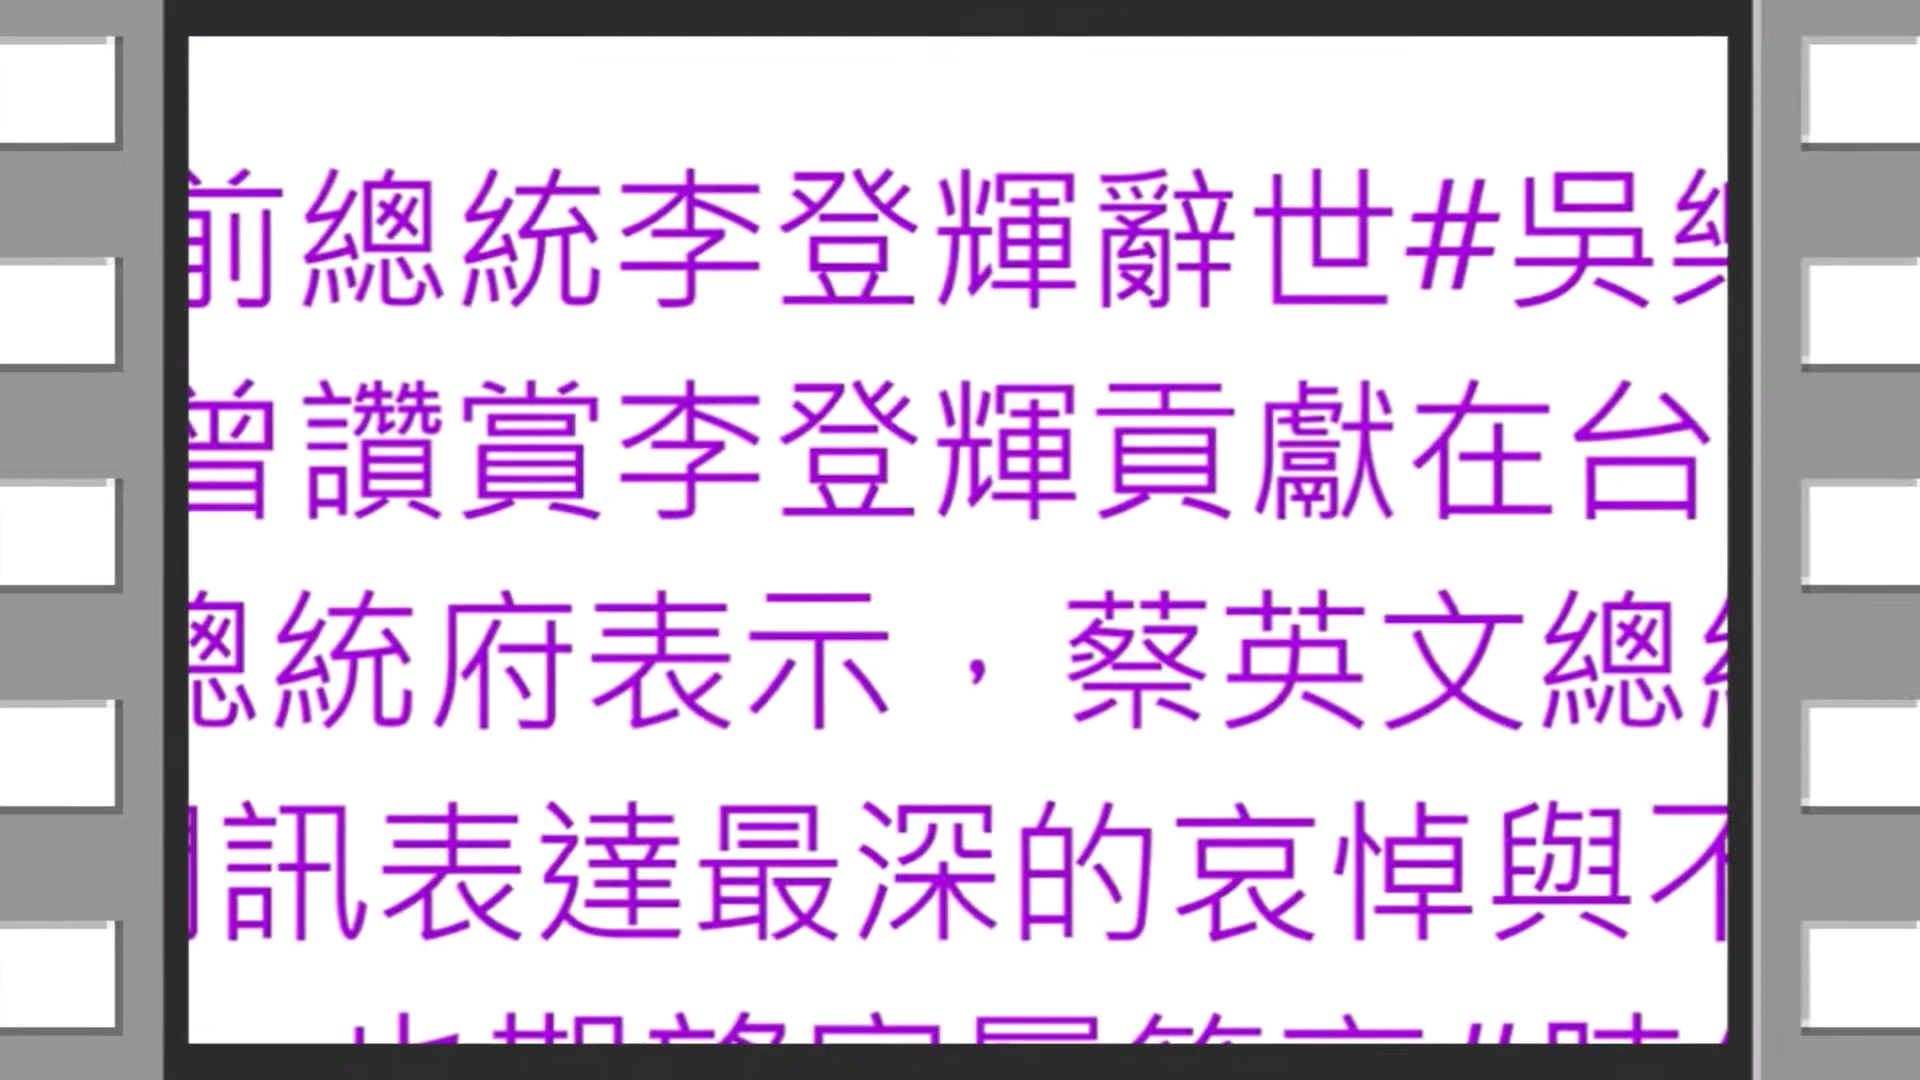 前總統李登輝辭世#吳
曾讚賞李登輝貢獻在台
總統府表示，蔡英文總
訊表達最深的哀悼與不